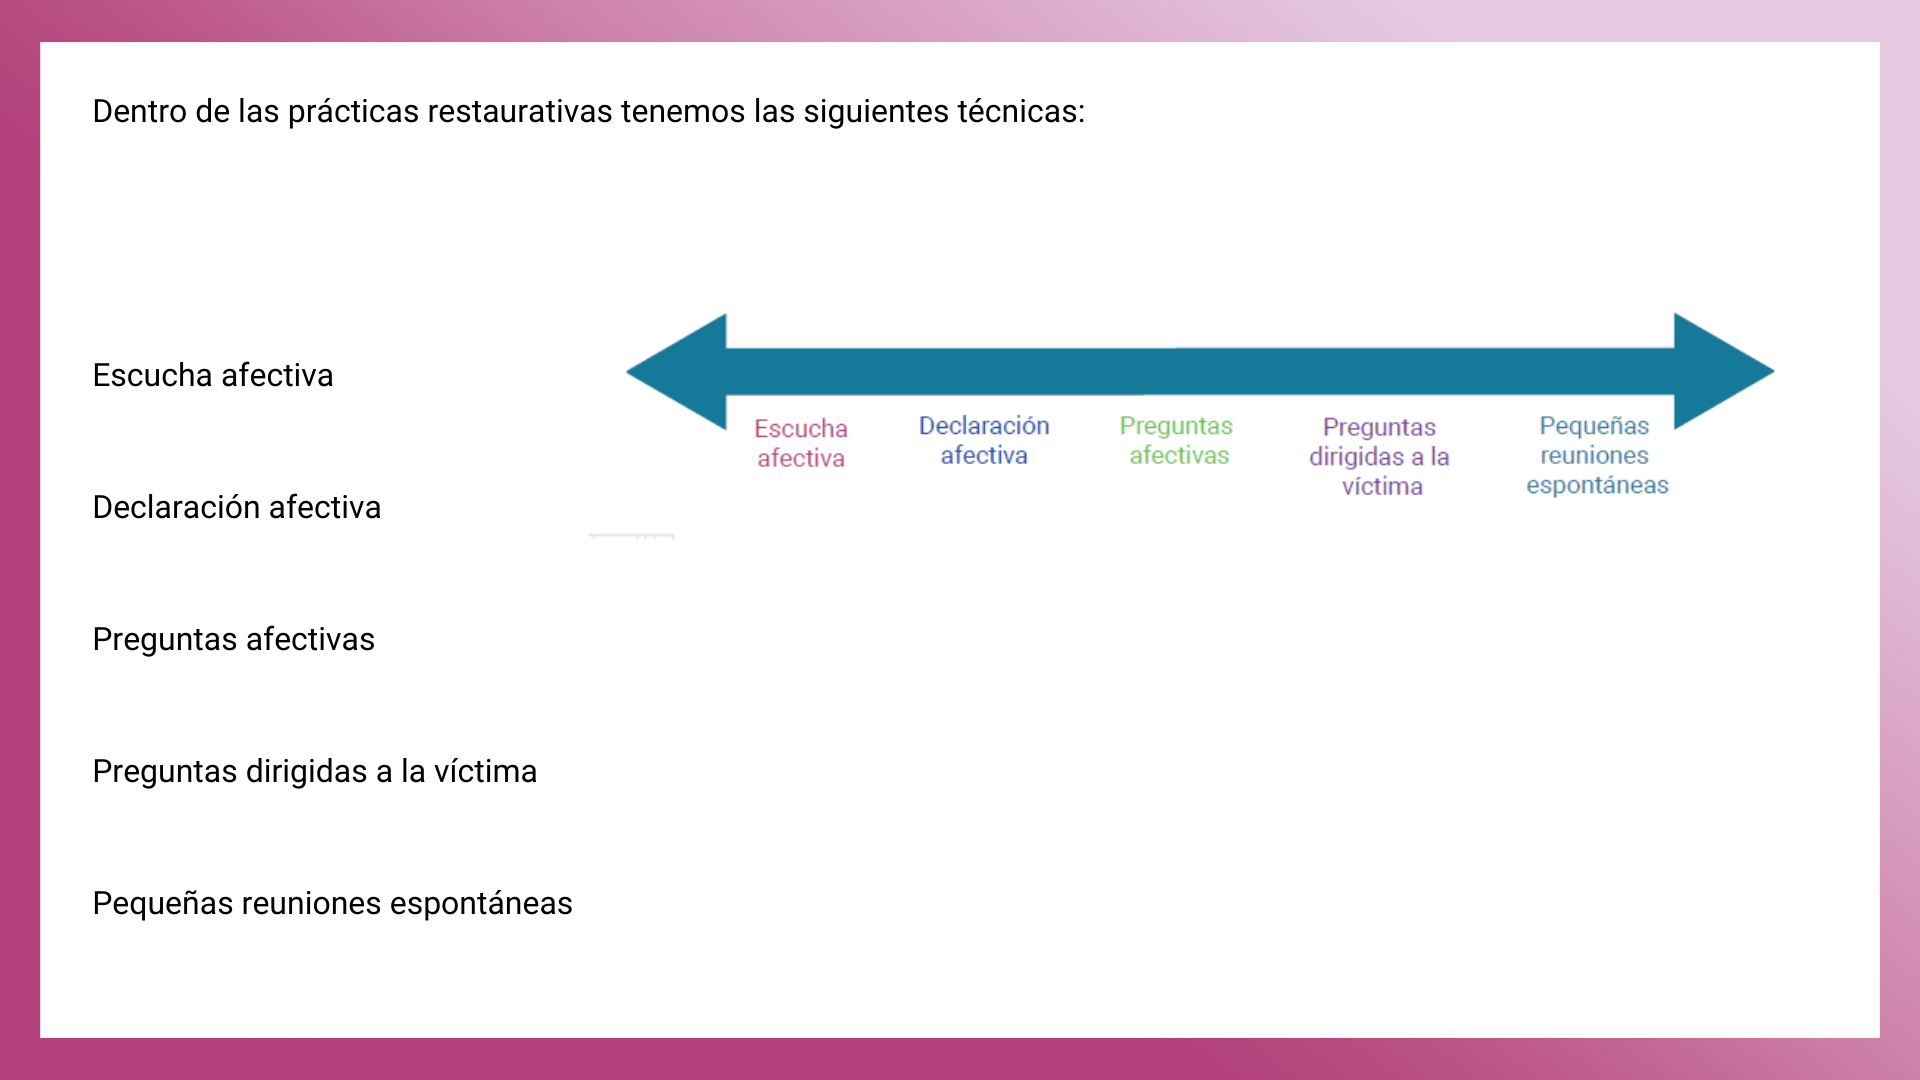 Dentro de las prácticas restaurativas tenemos las siguientes técnicas:
Escucha afectiva
Declaración afectiva
Preguntas afectivas
Preguntas dirigidas a la víctima
Pequeñas reuniones espontáneas
Escucha
afectiva
Declaración
afectiva
Preguntas
afectivas
Preguntas
dirigidas a la
víctima
Pequeñas
reuniones
espontáneas